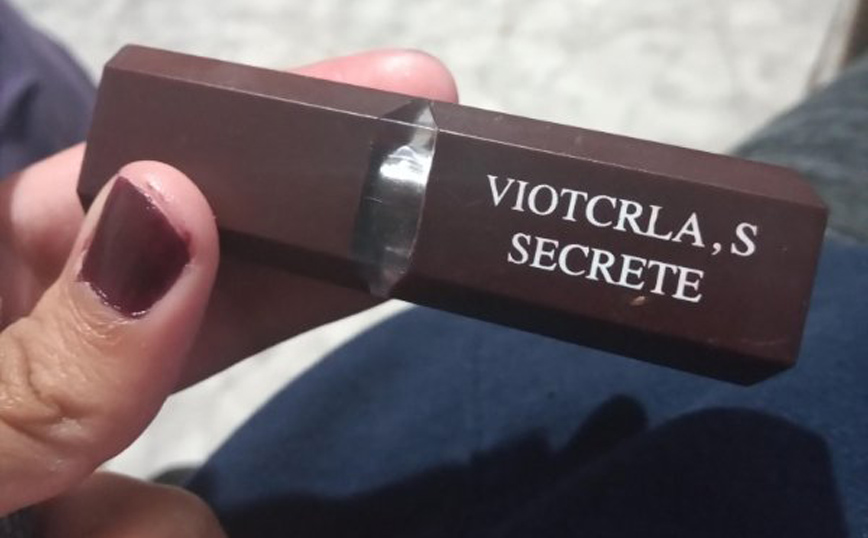 VIOTCRLA, S
SECRETE